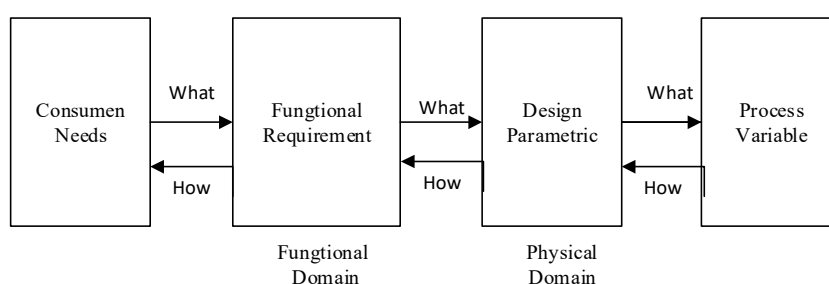 Consumen
Needs
What
How
Fungtional
Requirement
What
How
Design
Parametric
What
How
Process
Variable
Fungtional
Domain
Physical
Domain